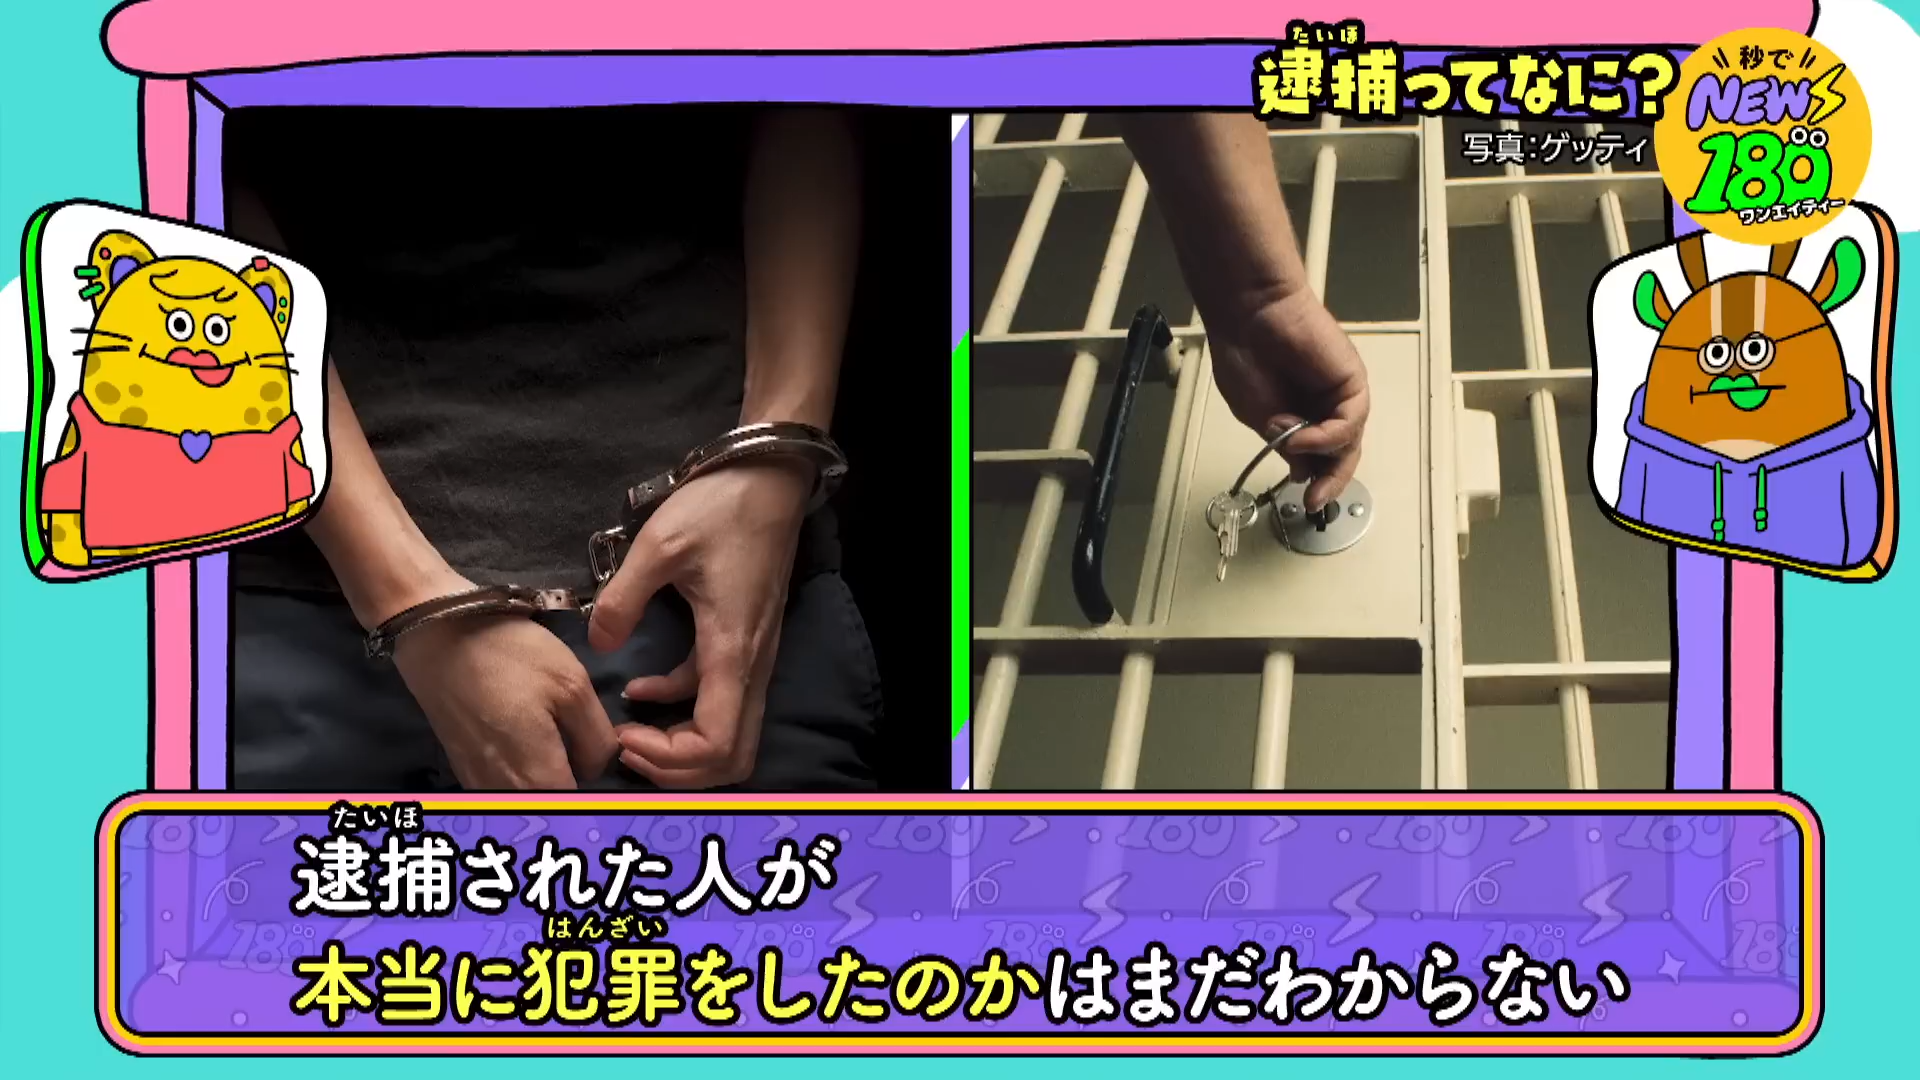 たいほ
逮捕ってなに?
秒で
NEWS
180
ワンエイティー
写真:ゲッティ
たいほ
逮捕された人が
はんざい
本当に犯罪をしたのかはまだわからない